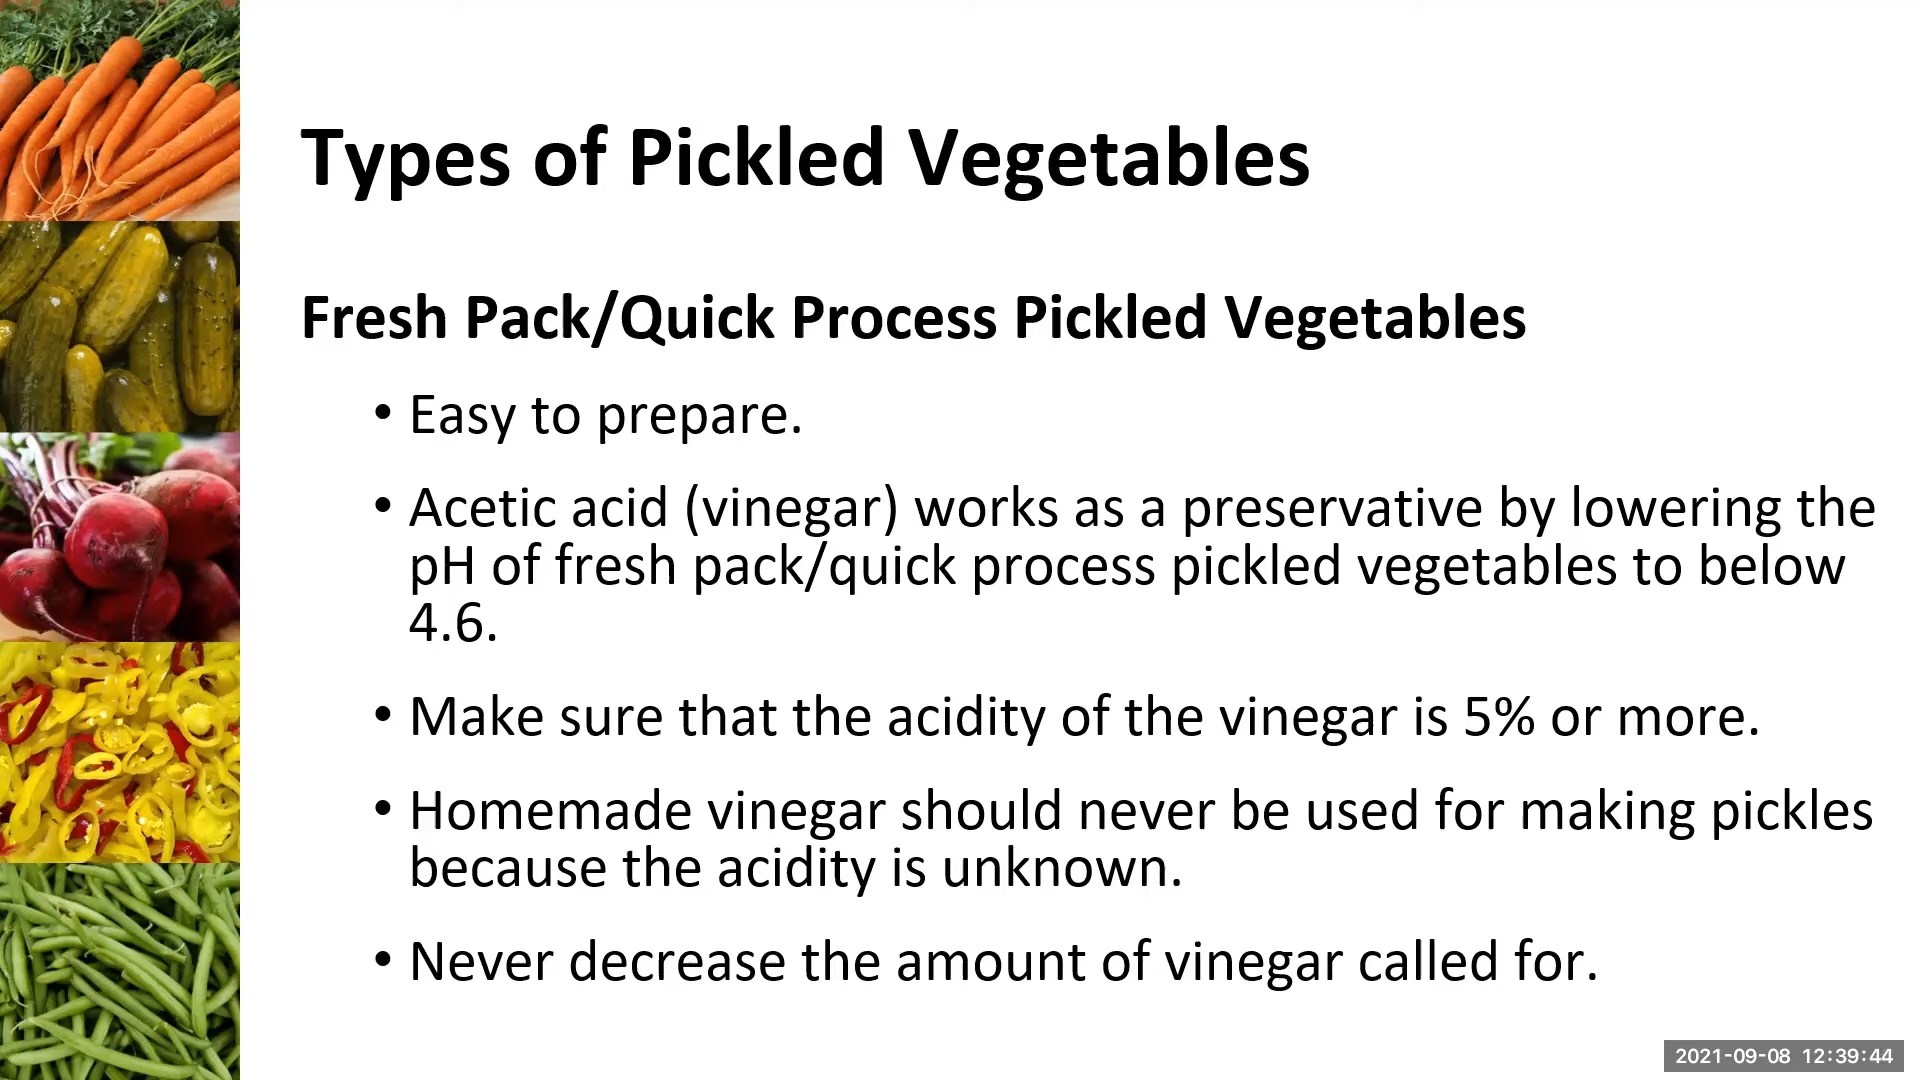 Types of Pickled Vegetables
Fresh Pack/Quick Process Pickled Vegetables
• Easy to prepare.
• Acetic acid (vinegar) works as a preservative by lowering the
pH of fresh pack/quick process pickled vegetables to below
4.6.
• Make sure that the acidity of the vinegar is 5% or more.
• Homemade vinegar should never be used for making pickles
because the acidity is unknown.
• Never decrease the amount of vinegar called for.
2021-09-08 12:39:44